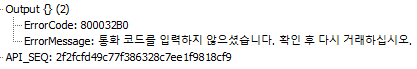 Output {} (2)
ErrorCode: 800032B0
ErrorMessage: 통화 코드를 입력하지 않으셨습니다. 확인 후 다시 거래하십시오.
API_SEQ: 2f2fcfd49c77f386328c7ee1f9818cf9